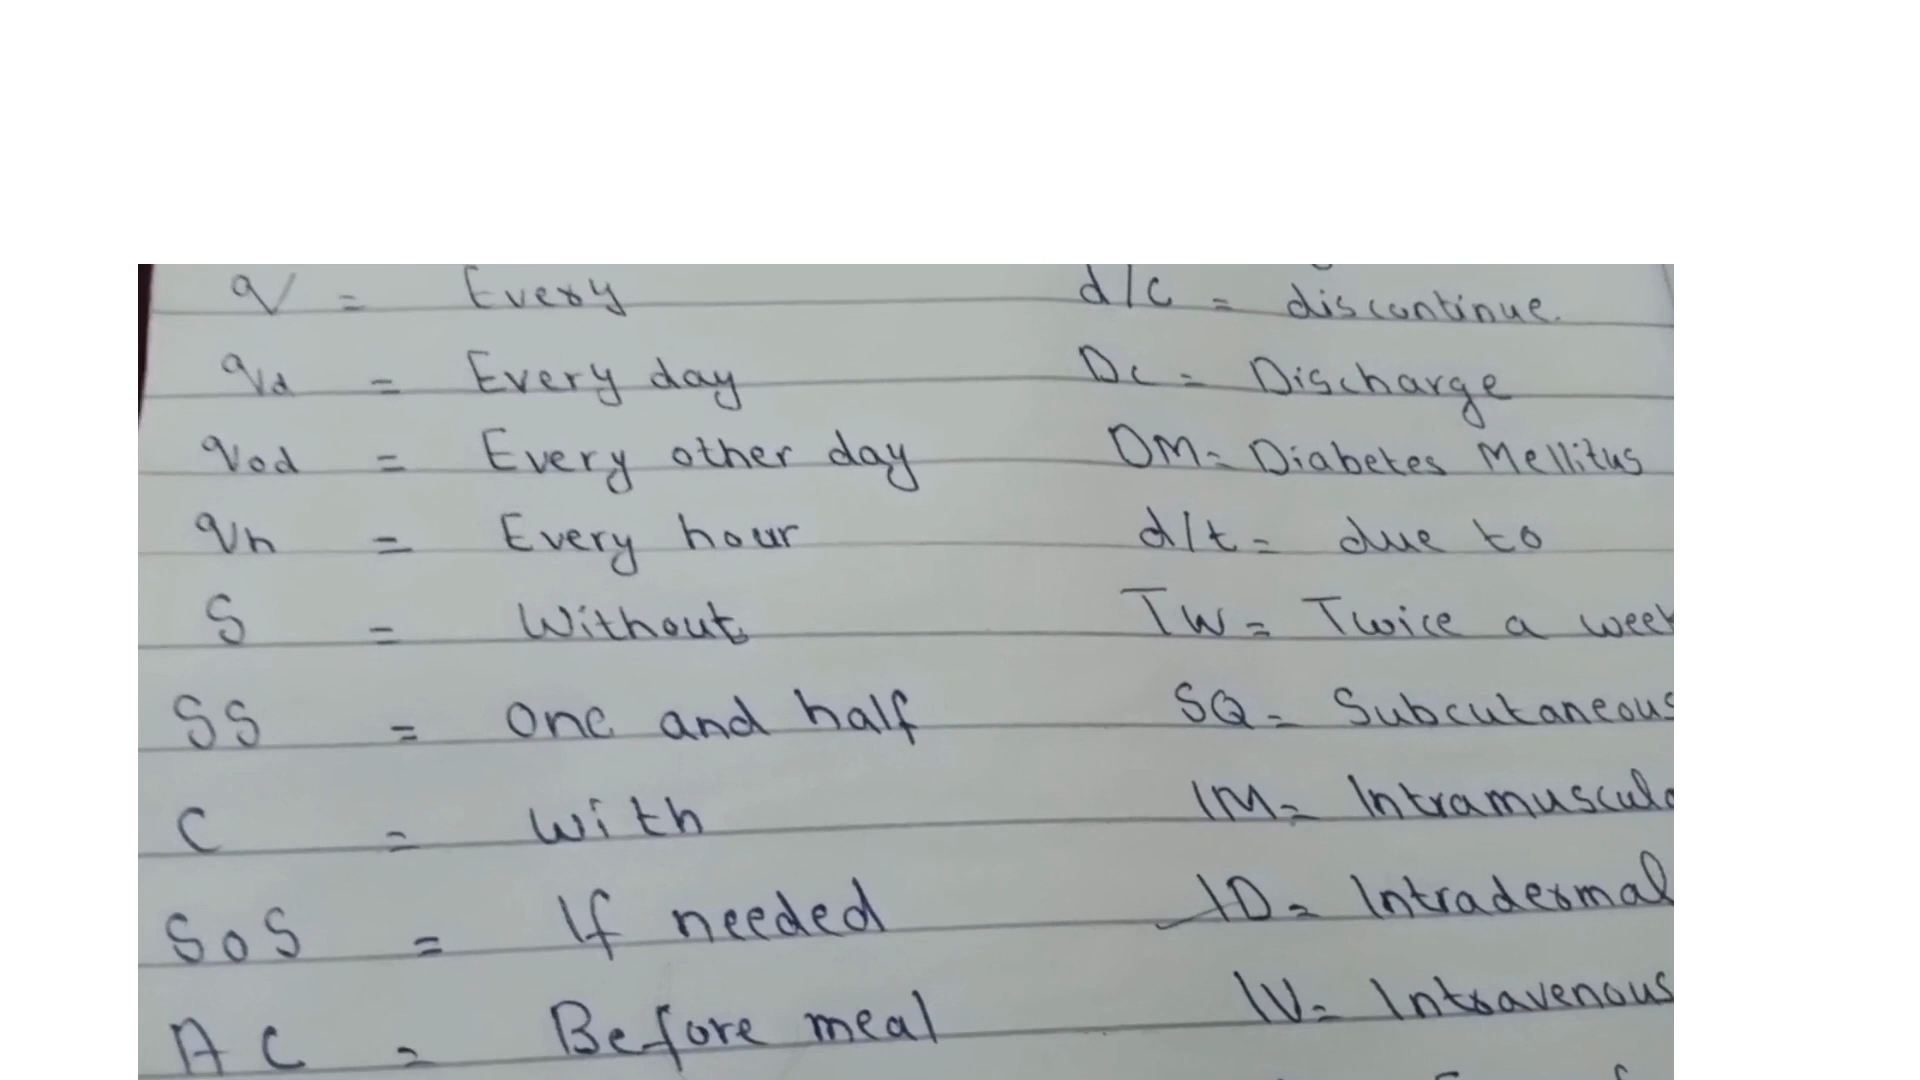 q = Every
qd = Every day
qod = Every other day
qh = Every hour
S = Without
SS = One and half
C = With
SOS = If needed
AC = Before meal
d/c = discontinue.
Dc = Discharge
DM = Diabetes Mellitus
d/t = due to
TW = Twice a week
SQ = Subcutaneous
IM = Intramuscula
ID = Intradermal
IV = Intravenous